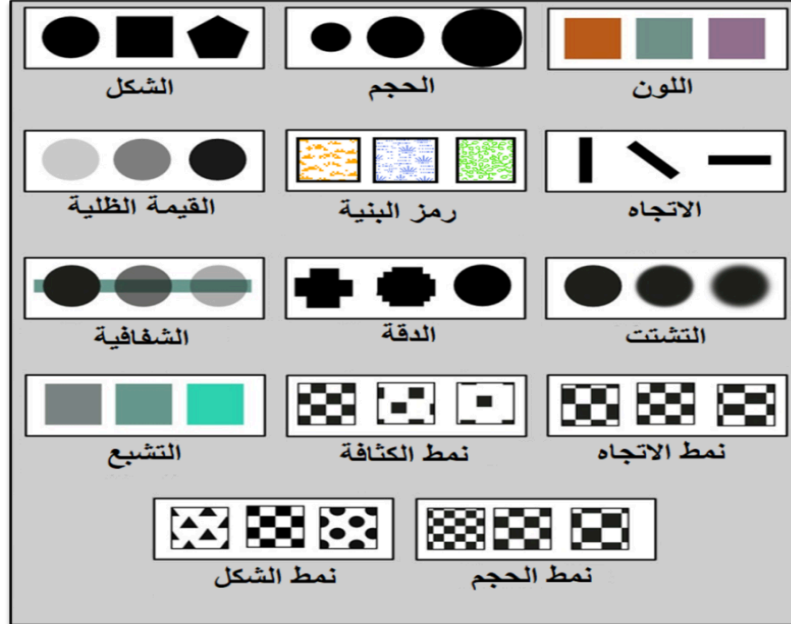 اللون
الحجم
الشكل
الاتجاه
رمز البنية
القيمة الظلية
التشتت
الدقة
الشفافية
نمط الاتجاه
نمط الكثافة
التشبع
نمط الحجم
نمط الشكل